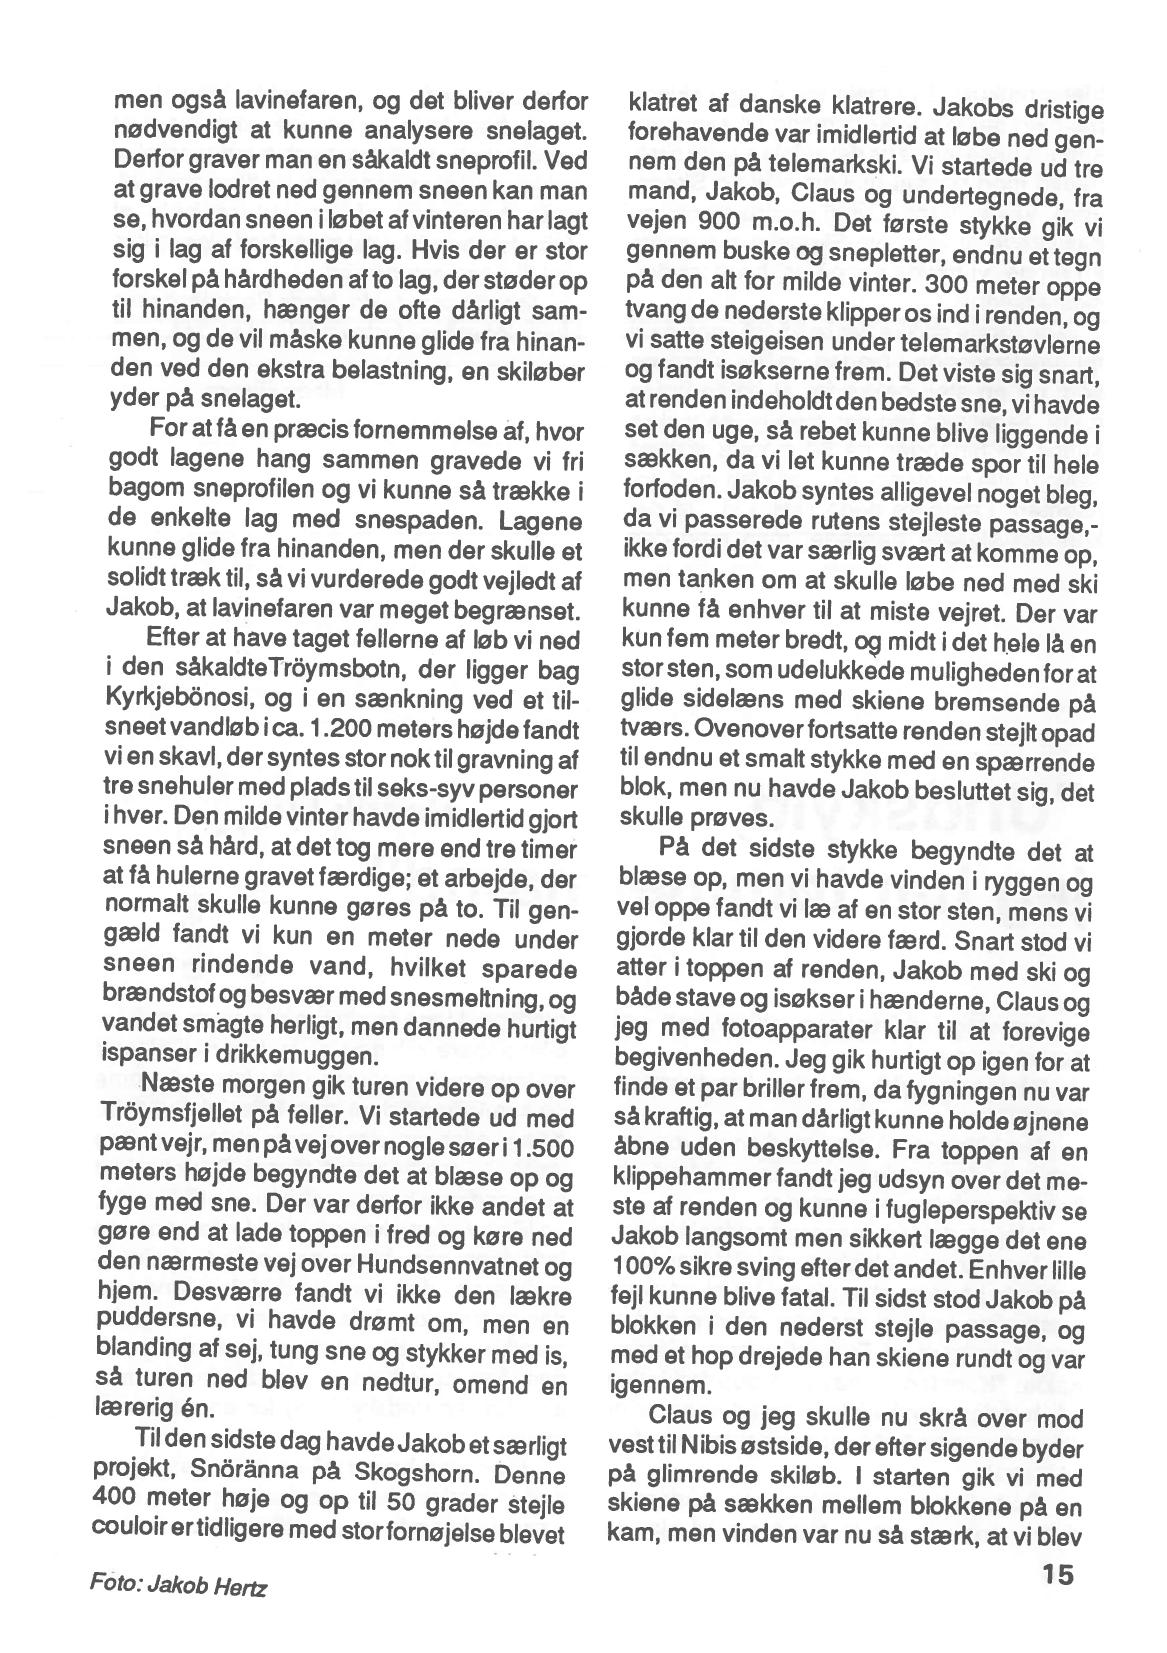 men også lavinefaren, og det bliver derfor
nødvendigt at kunne analysere snelaget.
Derfor graver man en såkaldt sneprofil. Ved
at grave lodret ned gennem sneen kan man
se, hvordan sneen i løbet af vinteren har lagt
sig i lag af forskellige lag. Hvis der er stor
forskel på hårdheden af to lag, der støder op
til hinanden, hænger de ofte dårligt sam-
men, og de vil måske kunne glide fra hinan-
den ved den ekstra belastning, en skiløber
yder på snelaget.
For at få en præcis fornemmelse af, hvor
godt lagene hang sammen gravede vi fri
bagom sneprofilen og vi kunne så trække i
de enkelte lag med snespaden. Lagene
kunne glide fra hinanden, men der skulle et
solidt træk til, så vi vurderede godt vejledt af
Jakob, at lavinefaren var meget begrænset.
Efter at have taget fellerne af løb vi ned
i den såkaldteTröymsbotn, der ligger bag
Kyrkjebönosi, og i en sænkning ved et til-
sneet vandløb i ca. 1.200 meters højde fandt
vi en skavl, der syntes stor nok til gravning af
tre snehuler med plads til seks-syv personer
i hver. Den milde vinter havde imidlertid gjort
sneen så hård, at det tog mere end tre timer
at få hulerne gravet færdige; et arbejde, der
normalt skulle kunne gøres på to. Til gen-
gæld fandt vi kun en meter nede under
sneen rindende vand, hvilket sparede
brændstof og besvær med snesmeltning, og
vandet smagte herligt, men dannede hurtigt
ispanser i drikkemuggen.
Næste morgen gik turen videre op over
Tröymsfjellet på feller. Vi startede ud med
pænt vejr, men på vej over nogle søer i 1.500
meters højde begyndte det at blæse op og
fyge med sne. Der var derfor ikke andet at
gøre end at lade toppen i fred og køre ned
den nærmeste vej over Hundsennvatnet og
hjem. Desværre fandt vi ikke den lækre
puddersne, vi havde drømt om, men en
blanding af sej, tung sne og stykker med is,
så turen ned blev en nedtur, omend en
lærerig én.
Til den sidste dag havde Jakob et særligt
projekt, Snöränna på Skogshorn. Denne
400 meter høje og op til 50 grader stejle
couloir er tidligere med stor fornøjelse blevet
Foto: Jakob Hertz
klatret af danske klatrere. Jakobs dristige
forehavende var imidlertid at løbe ned gen-
nem den på telemarkski. Vi startede ud tre
mand, Jakob, Claus og undertegnede, fra
vejen 900 m.o.h. Det første stykke gik vi
gennem buske og snepletter, endnu et tegn
på den alt for milde vinter. 300 meter oppe
tvang de nederste klipper os ind i renden, og
vi satte steigeisen under telemarkstøvlerne
og fandt isøkserne frem. Det viste sig snart,
at renden indeholdt den bedste sne, vi havde
set den uge, så rebet kunne blive liggende i
sækken, da vi let kunne træde spor til hele
forfoden. Jakob syntes alligevel noget bleg,
da vi passerede rutens stejleste passage,-
ikke fordi det var særlig svært at komme op,
men tanken om at skulle løbe ned med ski
kunne få enhver til at miste vejret. Der var
kun fem meter bredt, og midt i det hele lå en
stor sten, som udelukkede muligheden for at
glide sidelæns med skiene bremsende på
tværs. Ovenover fortsatte renden stejlt opad
til endnu et smalt stykke med en spærrende
blok, men nu havde Jakob besluttet sig, det
skulle prøves.
På det sidste stykke begyndte det at
blæse op, men vi havde vinden i ryggen og
vel oppe fandt vi læ af en stor sten, mens vi
gjorde klar til den videre færd. Snart stod vi
atter i toppen af renden, Jakob med ski og
både stave og isøkser i hænderne, Claus og
jeg med fotoapparater klar til at forevige
begivenheden. Jeg gik hurtigt op igen for at
finde et par briller frem, da fygningen nu var
så kraftig, at man dårligt kunne holde øjnene
åbne uden beskyttelse. Fra toppen af en
klippehammer fandt jeg udsyn over det me-
ste af renden og kunne i fugleperspektiv se
Jakob langsomt men sikkert lægge det ene
100% sikre sving efter det andet. Enhver lille
fejl kunne blive fatal. Til sidst stod Jakob på
blokken i den nederst stejle passage, og
med et hop drejede han skiene rundt og var
igennem.
Claus og jeg skulle nu skrå over mod
vest til Nibis østside, der efter sigende byder
på glimrende skiløb. I starten gik vi med
skiene på sækken mellem blokkene på en
kam, men vinden var nu så stærk, at vi blev
15